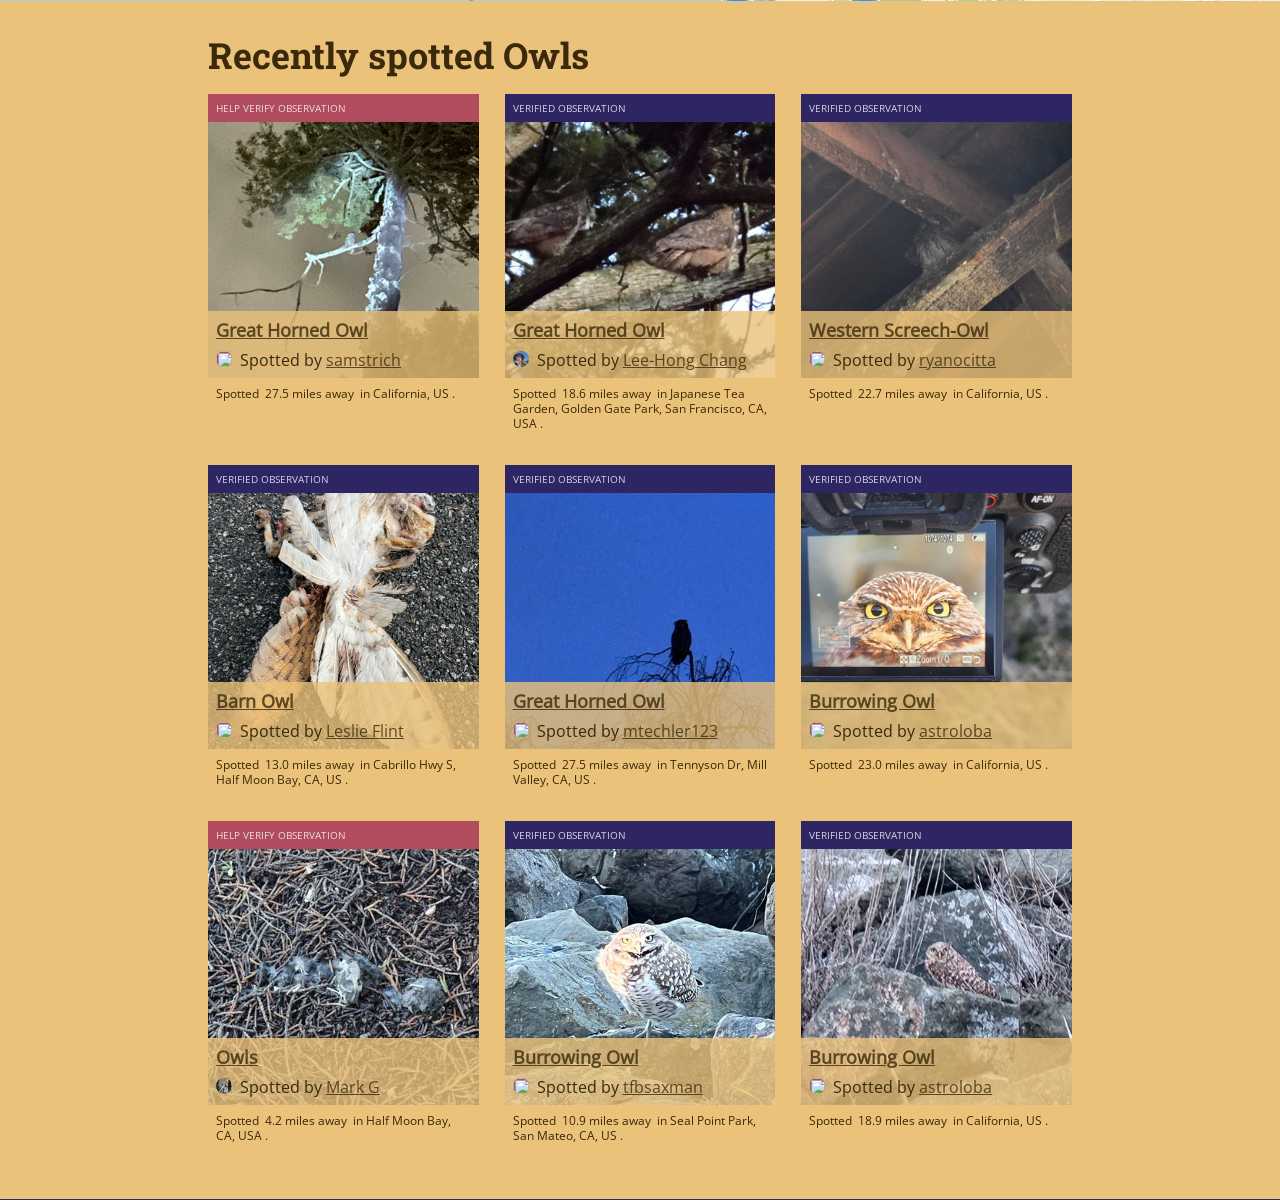 Recently spotted Owls
HELP VERIFY OBSERVATION
Great Horned Owl
Spotted by samstrich
Spotted 27.5 miles away in California, US .
VERIFIED OBSERVATION
Great Horned Owl
Spotted by Lee-Hong Chang
Spotted 18.6 miles away in Japanese Tea
Garden, Golden Gate Park, San Francisco, CA,
USA .
VERIFIED OBSERVATION
Western Screech-Owl
Spotted by ryanocitta
Spotted 22.7 miles away in California, US .
VERIFIED OBSERVATION
Barn Owl
Spotted by Leslie Flint
Spotted 13.0 miles away in Cabrillo Hwy S,
Half Moon Bay, CA, US .
VERIFIED OBSERVATION
Great Horned Owl
Spotted by mtechler123
Spotted 27.5 miles away in Tennyson Dr, Mill
Valley, CA, US .
VERIFIED OBSERVATION
AF-ON
Zoom
Burrowing Owl
Spotted by astroloba
Spotted 23.0 miles away in California, US .
HELP VERIFY OBSERVATION
Owls
Spotted by Mark G
Spotted 4.2 miles away in Half Moon Bay,
CA, USA .
VERIFIED OBSERVATION
Burrowing Owl
Spotted by tfbsaxman
Spotted 10.9 miles away in Seal Point Park,
San Mateo, CA, US .
VERIFIED OBSERVATION
Burrowing Owl
Spotted by astroloba
Spotted 18.9 miles away in California, US .